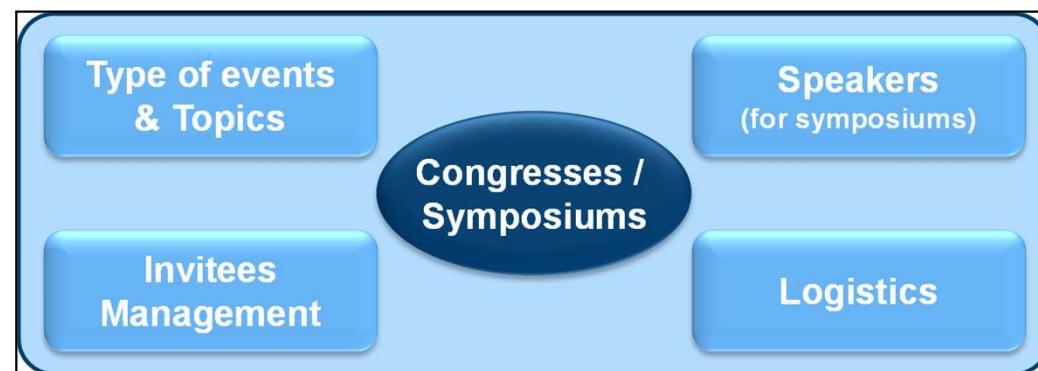 Type of events
& Topics
Speakers
(for symposiums)
Congresses /
Symposiums
Invitees
Management
Logistics